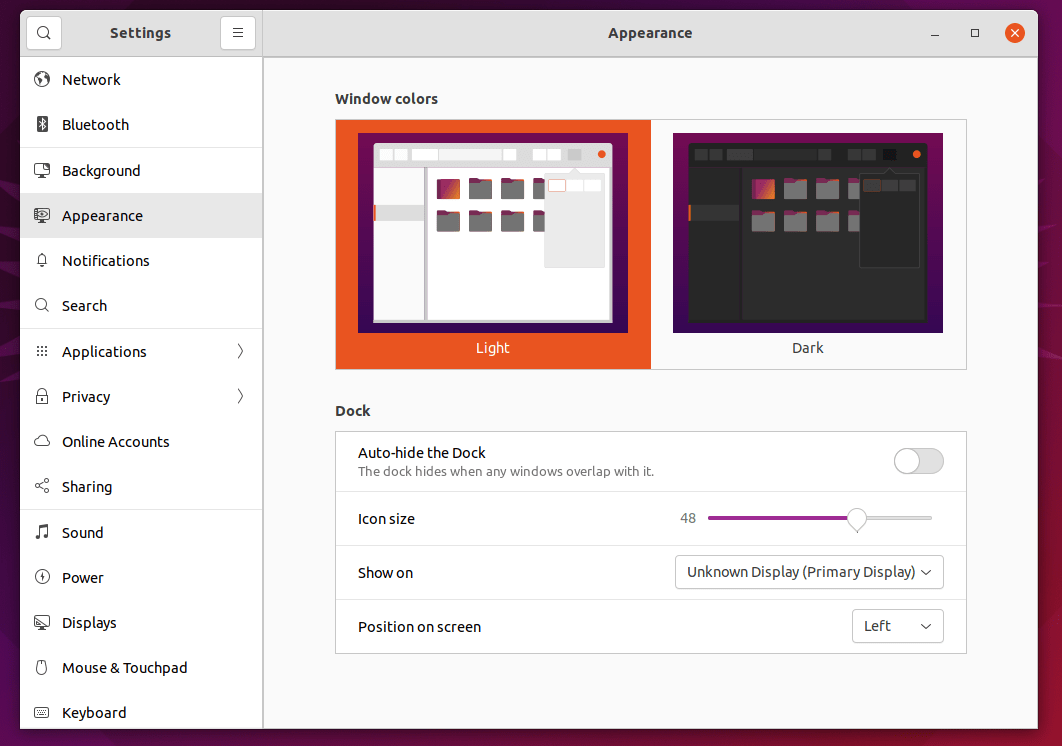 Settings
Appearance
Network
Bluetooth
Background
Appearance
Notifications
Search
Applications
Privacy
Online Accounts
Sharing
Sound
Power
Displays
Mouse & Touchpad
Keyboard
Window colors
Light
Dark
Dock
Auto-hide the Dock
The dock hides when any windows overlap with it.
Icon size
48
Show on
Unknown Display (Primary Display)
Position on screen
Left